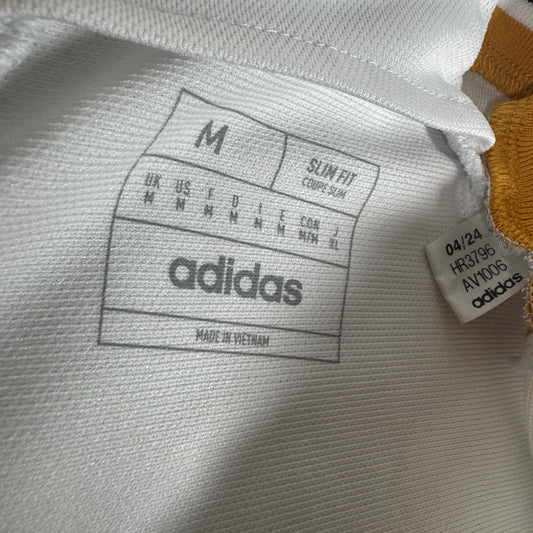 M
SLIM FIT
COUPE SLIM
UK US F D I E CON J
M M M M M M M/M XL
adidas
MADE IN VIETNAM
04/24
HR3796
AV1006
adidas